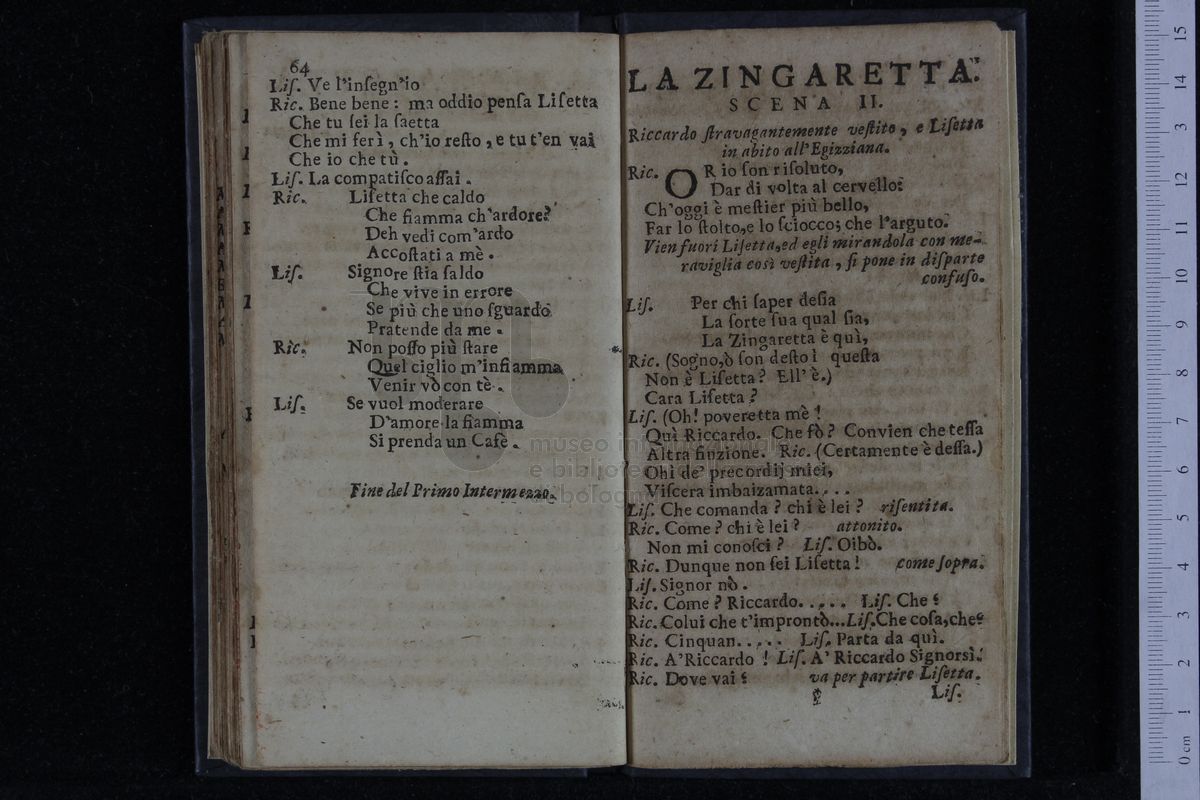 64
Liſ. Ve l'inſegn'io
Ric. Bene bene: ma oddio penſa Liſetta
Che tu ſei la ſaetta
Che mi ferì, ch'io reſto, e tu t'en vai
Che io che tù.
Liſ. La compatiſco aſſai.
Ric. Liſetta che caldo
Che fiamma ch'ardore?
Deh vedi com'ardo
Accoſtati a mè.
Liſ. Signore ſtia ſaldo
Che vive in errore
Se più che uno ſguardo
Pratende da me.
Ric. Non poſſo più ſtare
Quel ciglio m'infiamma
Venir vò con tè.
Liſ. Se vuol moderare
D'amore la fiamma
Si prenda un Cafè.
Fine del Primo Intermezzo.
LA ZINGARETTA.
SCENA II.
Riccardo ſtravagantemente veſtito, e Liſetta
in abito all'Egizziana.
Ric. OR io ſon riſoluto,
Dar di volta al cervello:
Ch'oggi è meſtier più bello,
Far lo ſtolto, e lo ſciocco; che l'arguto.
Vien fuori Liſetta, ed egli mirandola con me-
raviglia così veſtita, ſi pone in diſparte
confuſo.
Liſ. Per chi ſaper deſia
La ſorte ſua qual ſia,
La Zingaretta è quì,
Ric. (Sogno, ò ſon deſto! queſta
Non è Liſetta? Ell'è.)
Cara Liſetta?
Liſ. (Oh! poveretta mè!
Quì Riccardo. Che fò? Convien che teſſa
Altra finzione. Ric. (Certamente è deſſa.)
Ohi de' precordij miei,
Viſcera imbaizamata....
Liſ. Che comanda? chi è lei? riſentita.
Ric. Come? chi è lei? attonito.
Non mi conoſci? Liſ. Oibò.
Ric. Dunque non ſei Liſetta! come ſopra.
Liſ. Signor nò.
Ric. Come? Riccardo..... Liſ. Che?
Ric. Colui che t'improntò... Liſ. Che coſa, che?
Ric. Cinquan..... Liſ. Parta da quì.
Ric. A'Riccardo! Liſ. A' Riccardo Signorsì!
Ric. Dove vai? va per partire Liſetta.
Liſ.
museo
e biblioteca
bologna
0 cm 1 2 3 4 5 6 7 8 9 10 11 12 13 14 15